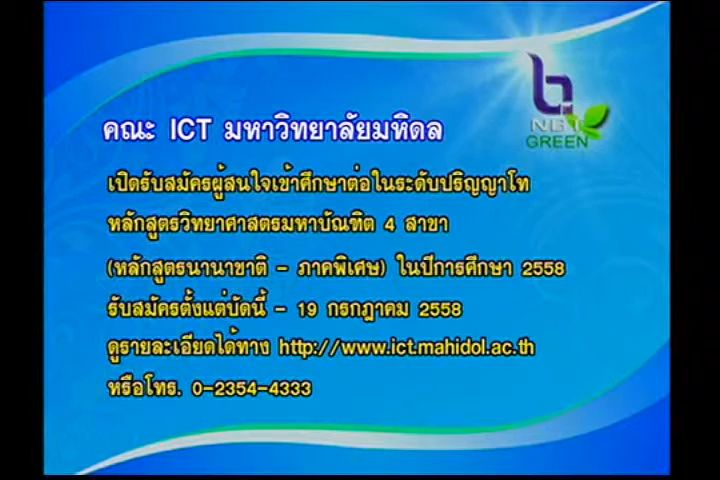 NBT
GREEN
คณะ ICT มหาวิทยาลัยมหิดล
เปิดรับสมัครผู้สนใจเข้าศึกษาต่อในระดับปริญญาโท
หลักสูตรวิทยาศาสตรมหาบัณฑิต 4 สาขา
(หลักสูตรนานาชาติ - ภาคพิเศษ) ในปีการศึกษา 2558
รับสมัครตั้งแต่บัดนี้ - 19 กรกฎาคม 2558
ดูรายละเอียดได้ทาง http://www.ict.mahidol.ac.th
หรือโทร. 0-2354-4333